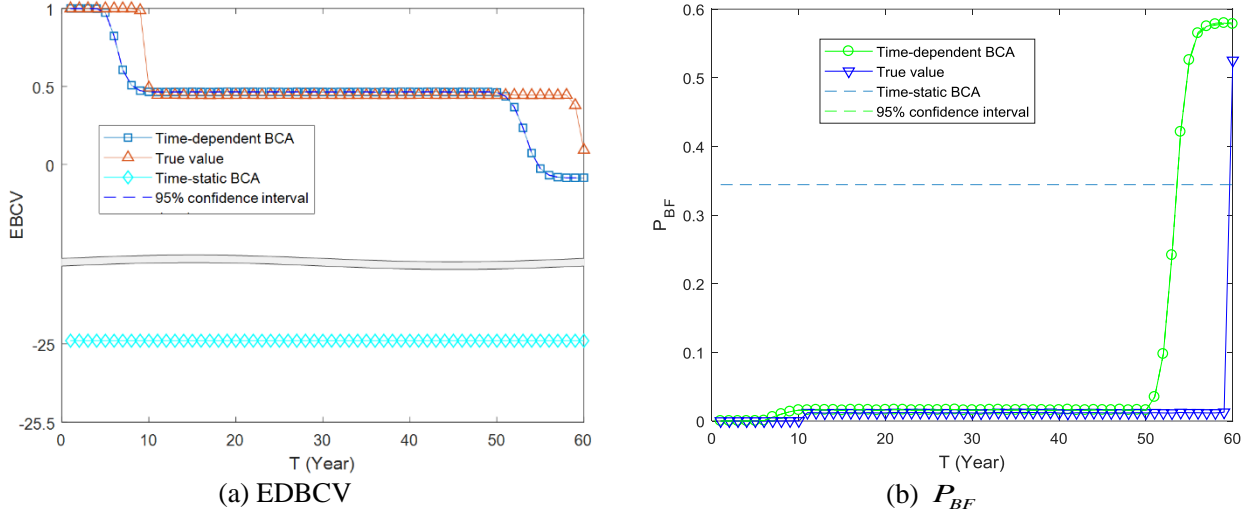 1
0.5
0
-25
-25.5
EBCV
Time-dependent BCA
True value
Time-static BCA
95% confidence interval
0 10 20 30 40 50 60
T (Year)
(a) EDBCV
0.6
0.5
0.4
0.3
0.2
0.1
0
P_BF
Time-dependent BCA
True value
Time-static BCA
95% confidence interval
0 10 20 30 40 50 60
T (Year)
(b) P_BF